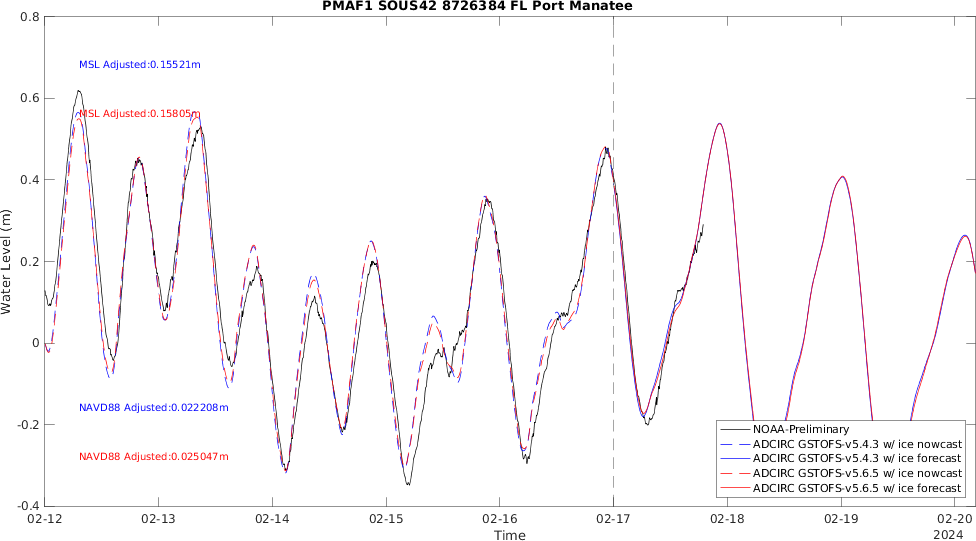 PMAF1 SOUS42 8726384 FL Port Manatee
0.8
0.6
0.4
0.2
0
-0.2
-0.4
Water Level (m)
MSL Adjusted:0.15521m
MSL Adjusted:0.15805m
NAVD88 Adjusted:0.022208m
NAVD88 Adjusted:0.025047m
NOAA-Preliminary
ADCIRC GSTOFS-v5.4.3 w/ ice nowcast
ADCIRC GSTOFS-v5.4.3 w/ ice forecast
ADCIRC GSTOFS-v5.6.5 w/ ice nowcast
ADCIRC GSTOFS-v5.6.5 w/ ice forecast
02-12 02-13 02-14 02-15 02-16 02-17 02-18 02-19 02-20
Time
2024